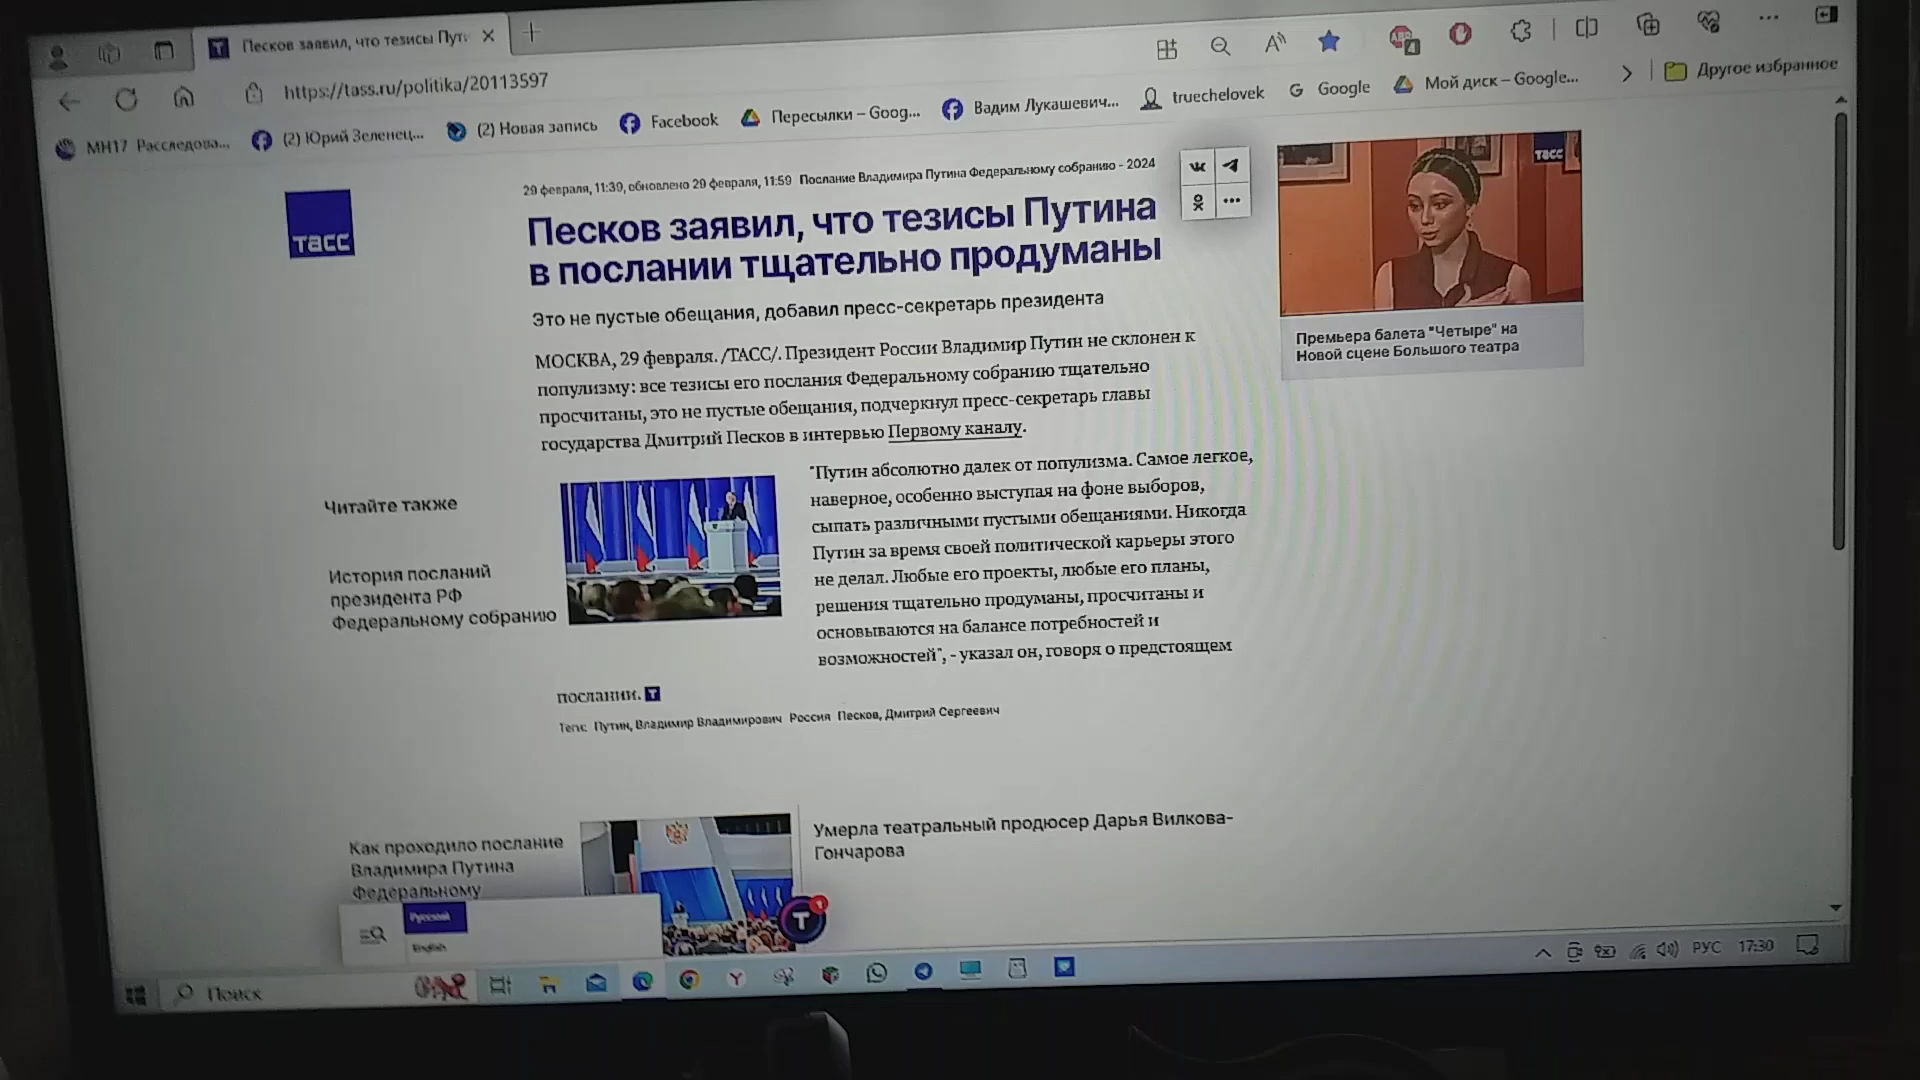 Песков заявил, что тезисы Пут
https://tass.ru/politika/20113597
МН17 Расследова...
(2) Юрий Зеленец...
(2) Новая запись
Facebook
Пересылки – Goog...
Вадим Лукашевич...
truechelovek
Google
Мой диск – Google...
Другое избранное
29 февраля, 11:39, обновлено 29 февраля, 11:59 Послание Владимира Путина Федеральному собранию - 2024
тасс
Песков заявил, что тезисы Путина
в послании тщательно продуманы
Это не пустые обещания, добавил пресс-секретарь президента
МОСКВА, 29 февраля. /ТАСС/. Президент России Владимир Путин не склонен к
популизму: все тезисы его послания Федеральному собранию тщательно
просчитаны, это не пустые обещания, подчеркнул пресс-секретарь главы
государства Дмитрий Песков в интервью Первому каналу.
тасс
Премьера балета "Четыре" на
Новой сцене Большого театра
Читайте также
История посланий
президента РФ
Федеральному собранию
"Путин абсолютно далек от популизма. Самое легкое,
наверное, особенно выступая на фоне выборов,
сыпать различными пустыми обещаниями. Никогда
Путин за время своей политической карьеры этого
не делал. Любые его проекты, любые его планы,
решения тщательно продуманы, просчитаны и
основываются на балансе потребностей и
возможностей", - указал он, говоря о предстоящем
послании.
Теги: Путин, Владимир Владимирович Россия Песков, Дмитрий Сергеевич
Как проходило послание
Владимира Путина
Федеральному
Умерла театральный продюсер Дарья Вилкова-
Гончарова
Русский
English
Поиск
РУС 17:30